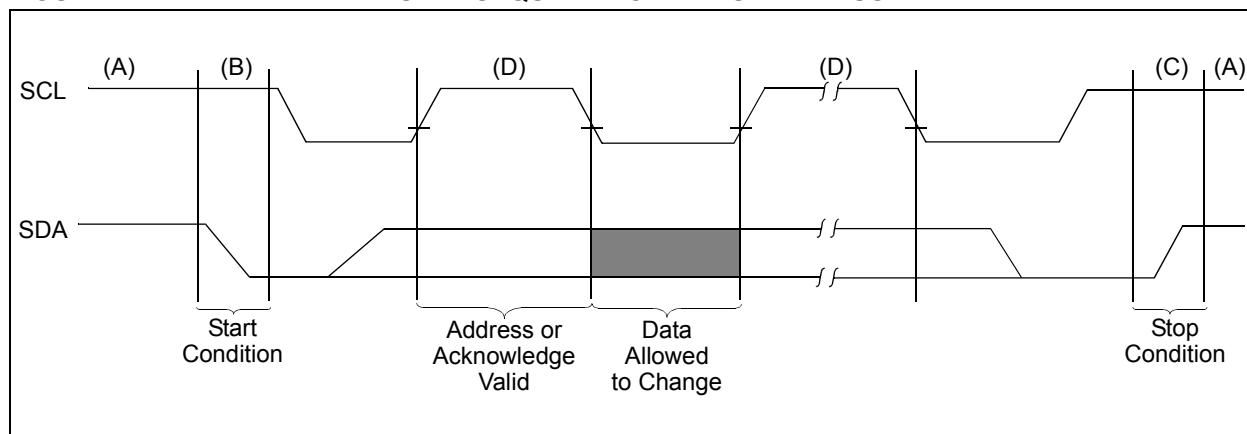 (A) (B) (D) (D) (C) (A)
SCL
SDA
Start
Condition
Address or
Acknowledge
Valid
Data
Allowed
to Change
Stop
Condition